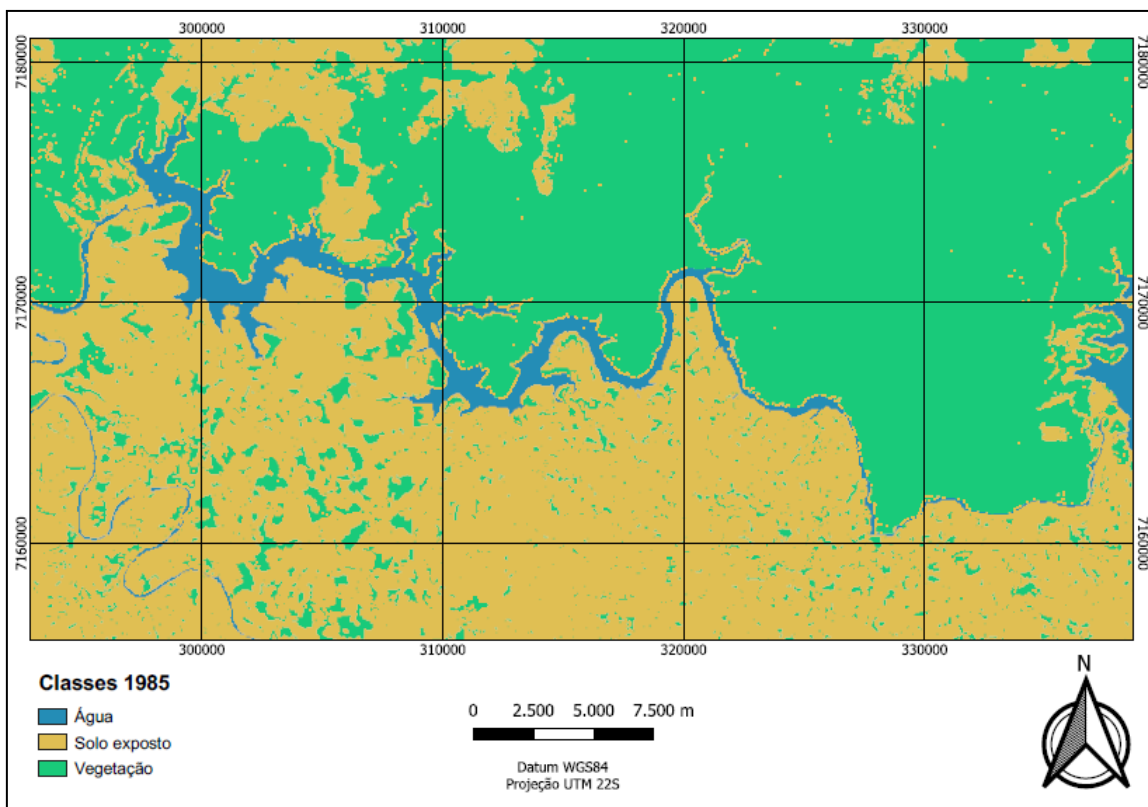 300000 310000 320000 330000
7180000 7180000
7170000 7170000
7160000 7160000
300000 310000 320000 330000
Classes 1985
Água
Solo exposto
Vegetação
0 2.500 5.000 7.500 m
Datum WGS84
Projeção UTM 22S
N